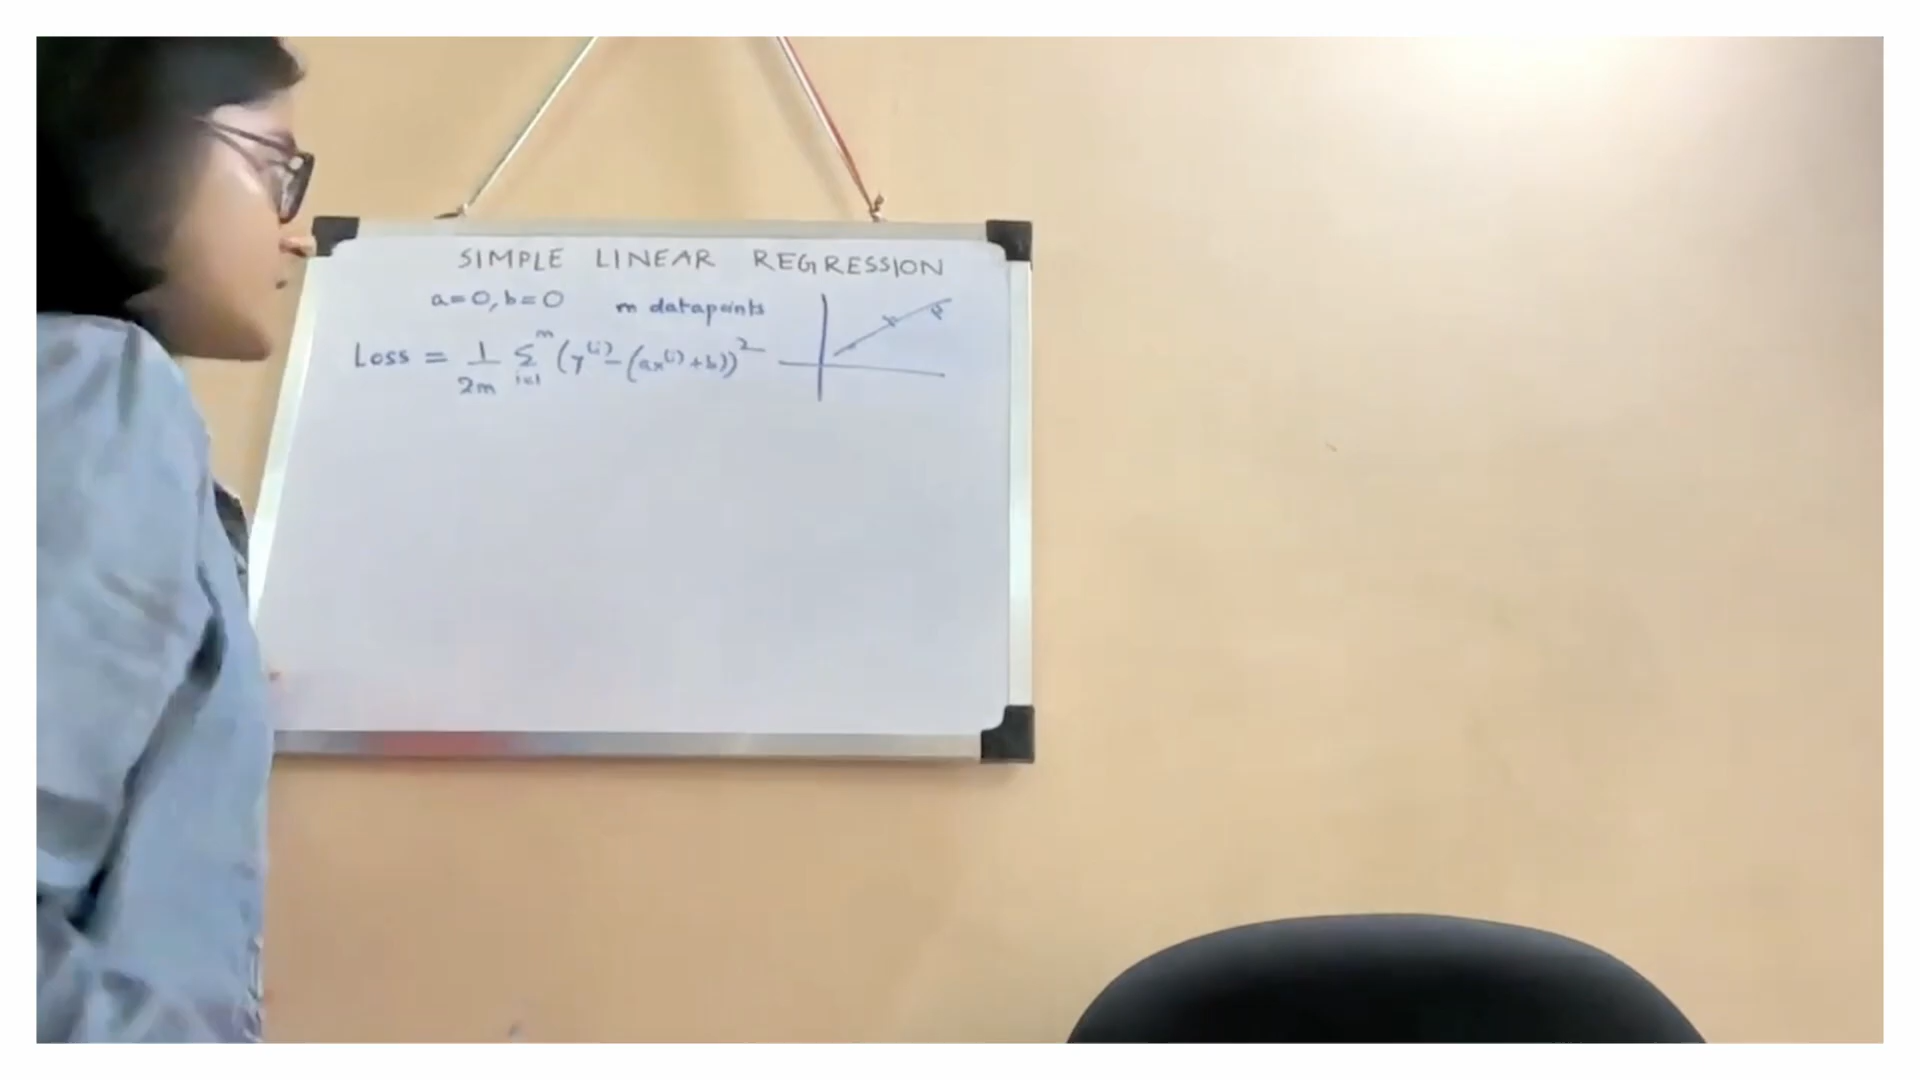 SIMPLE LINEAR REGRESSION
a=0, b=0 m datapoints
Loss = 1/2m Σ_{i=1}^{m} (y^{(i)} - (ax^{(i)} + b))^2